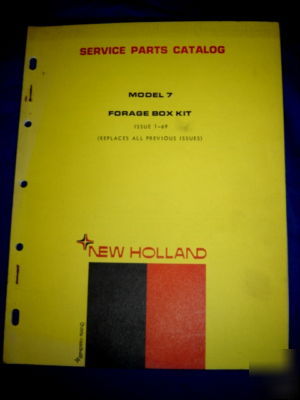 SERVICE PARTS CATALOG
MODEL 7
FORAGE BOX KIT
ISSUE 1-69
(REPLACES ALL PREVIOUS ISSUES)
NEW HOLLAND